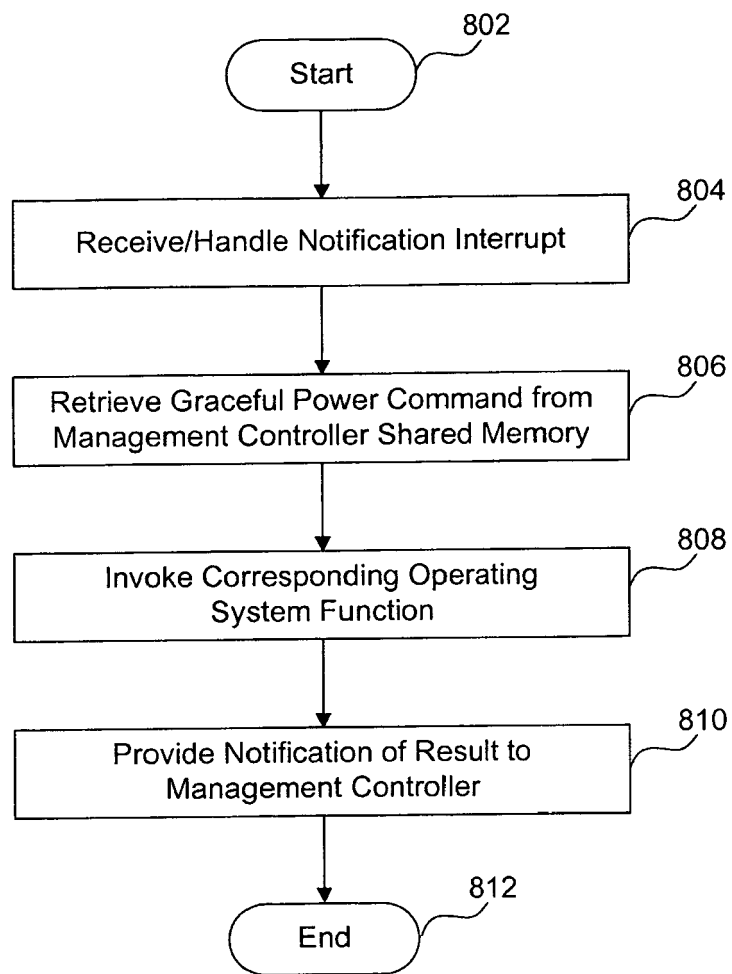 802
Start
804
Receive/Handle Notification Interrupt
806
Retrieve Graceful Power Command from
Management Controller Shared Memory
808
Invoke Corresponding Operating
System Function
810
Provide Notification of Result to
Management Controller
812
End